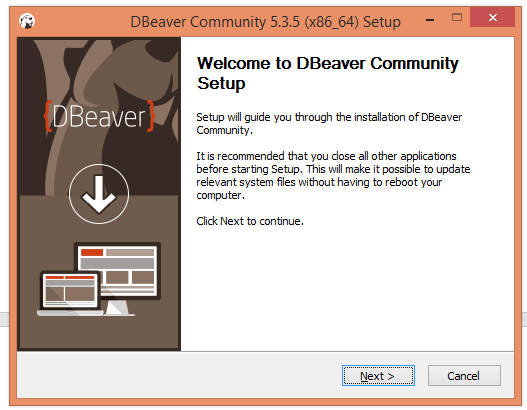 DBeaver Community 5.3.5 (x86_64) Setup
{DBeaver}
Welcome to DBeaver Community
Setup
Setup will guide you through the installation of DBeaver
Community.
It is recommended that you close all other applications
before starting Setup. This will make it possible to update
relevant system files without having to reboot your
computer.
Click Next to continue.
Next >
Cancel